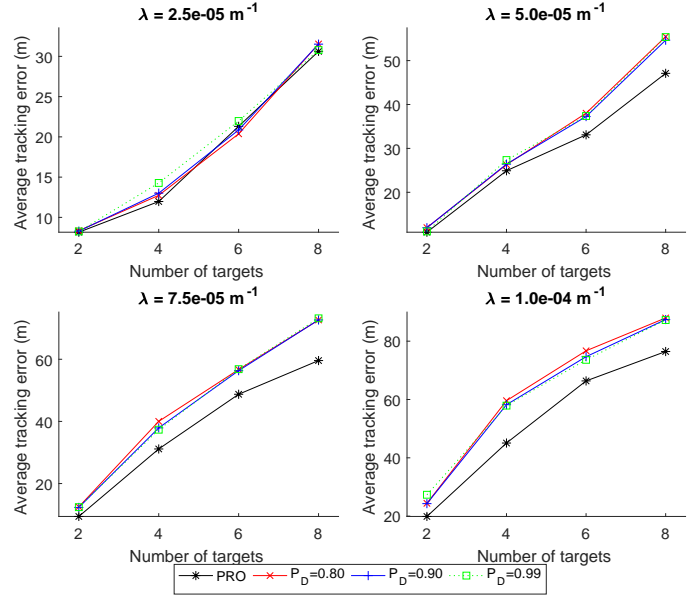 λ = 2.5e-05 m⁻¹
Average tracking error (m)
30
25
20
15
10
2 4 6 8
Number of targets
λ = 5.0e-05 m⁻¹
Average tracking error (m)
50
40
30
20
2 4 6 8
Number of targets
λ = 7.5e-05 m⁻¹
Average tracking error (m)
60
40
20
2 4 6 8
Number of targets
λ = 1.0e-04 m⁻¹
Average tracking error (m)
80
60
40
20
2 4 6 8
Number of targets
PRO P_D=0.80 P_D=0.90 P_D=0.99